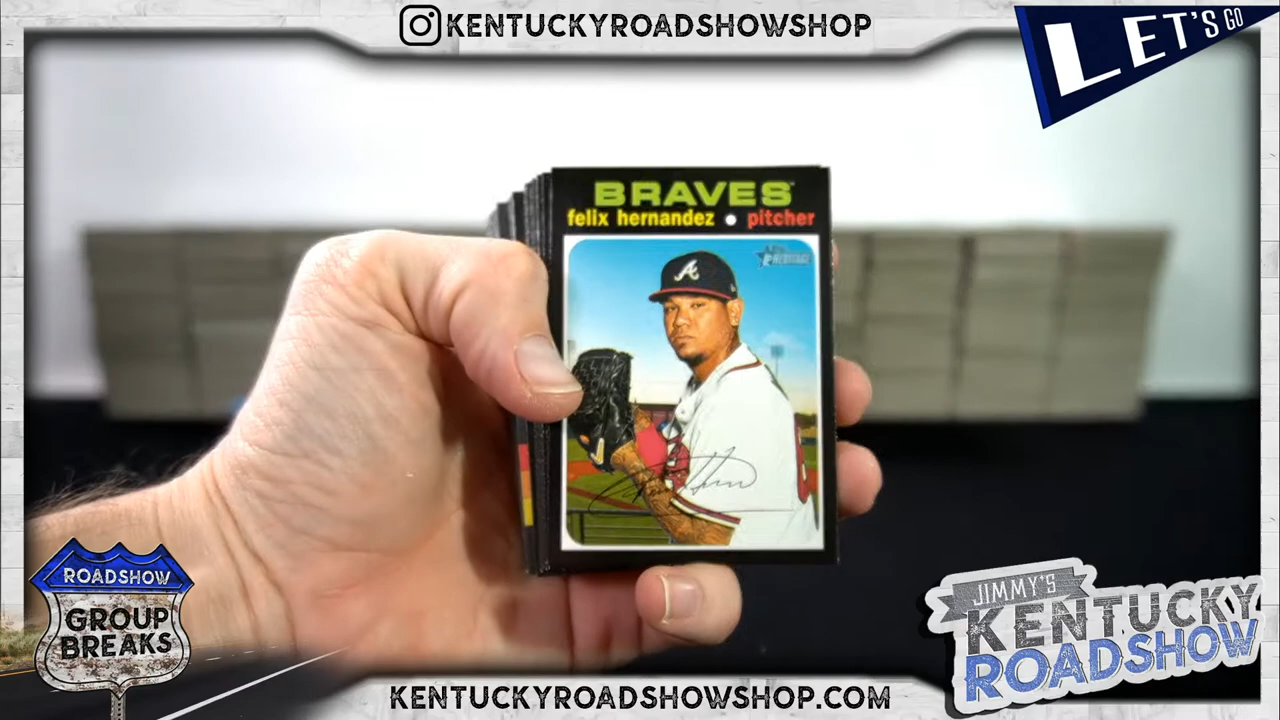 KENTUCKYROADSHOWSHOP
LET'S GO
BRAVES
felix hernandez • pitcher
HERITAGE
ROADSHOW
GROUP
BREAKS
JIMMY'S
KENTUCKY
ROADSHOW
KENTUCKYROADSHOWSHOP.COM